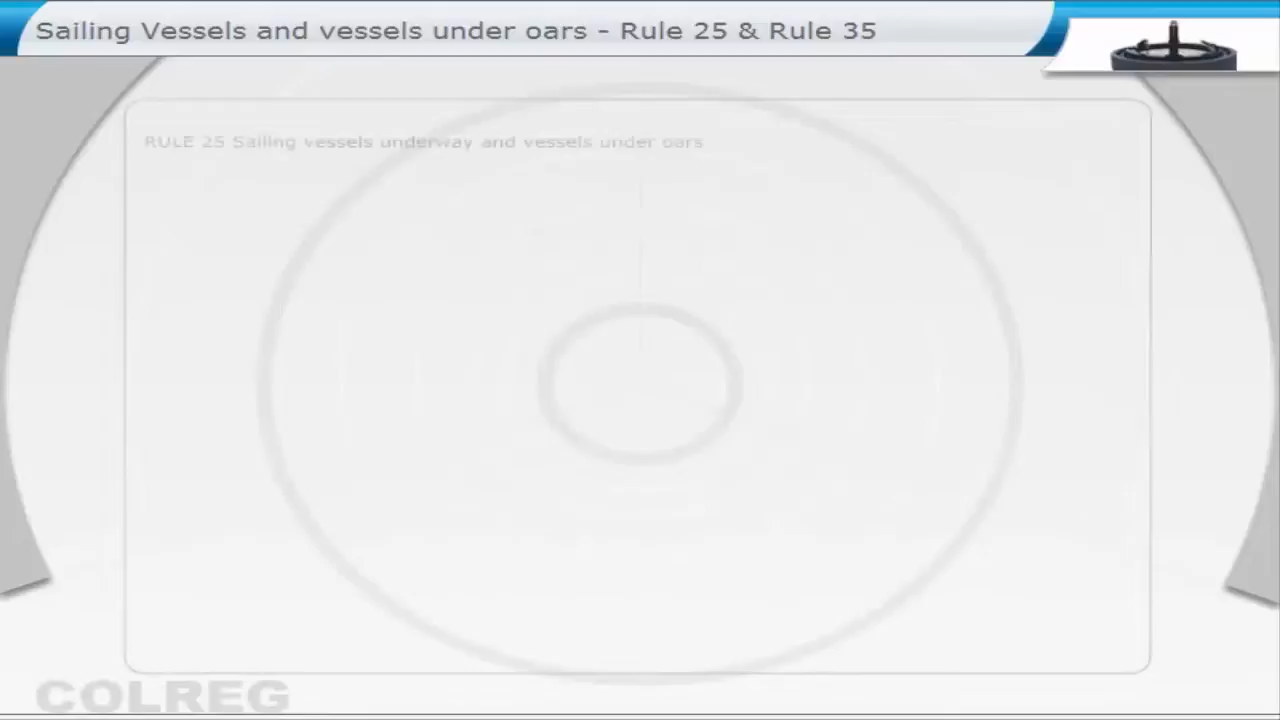 Sailing Vessels and vessels under oars - Rule 25 & Rule 35
RULE 25 Sailing vessels underway and vessels under oars
COLREG